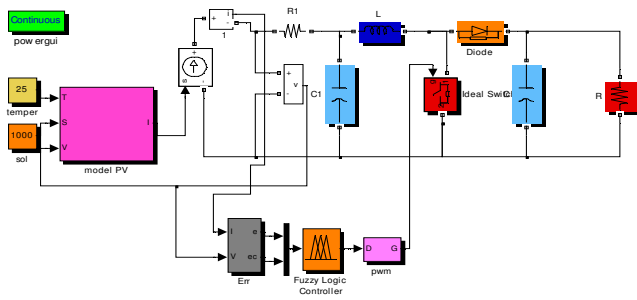 Continuous
pow ergui
i
+
-
1
R1
L
Diode
+
s
-
+
-
v
C1
Ideal Switc
R
25
temper
T
1000
sol
S
V
I
model PV
I
e
V
ec
Err
Fuzzy Logic
Controller
D
G
pwm